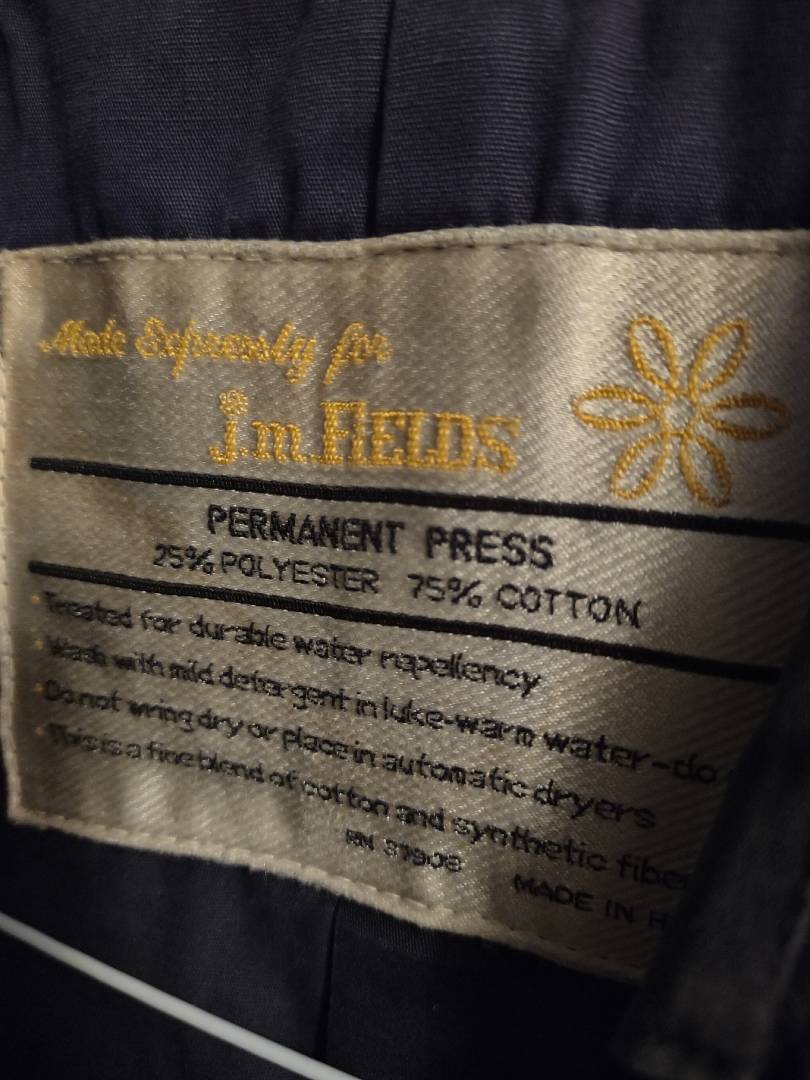 Made Expressly for
j.m.FIELDS
PERMANENT PRESS
25% POLYESTER 75% COTTON
Treated for durable water repellency
Wash with mild detergent in luke-warm water-do
Do not wring dry or place in automatic dryers
This is a fine blend of cotton and synthetic fibe
RN 37908
MADE IN H